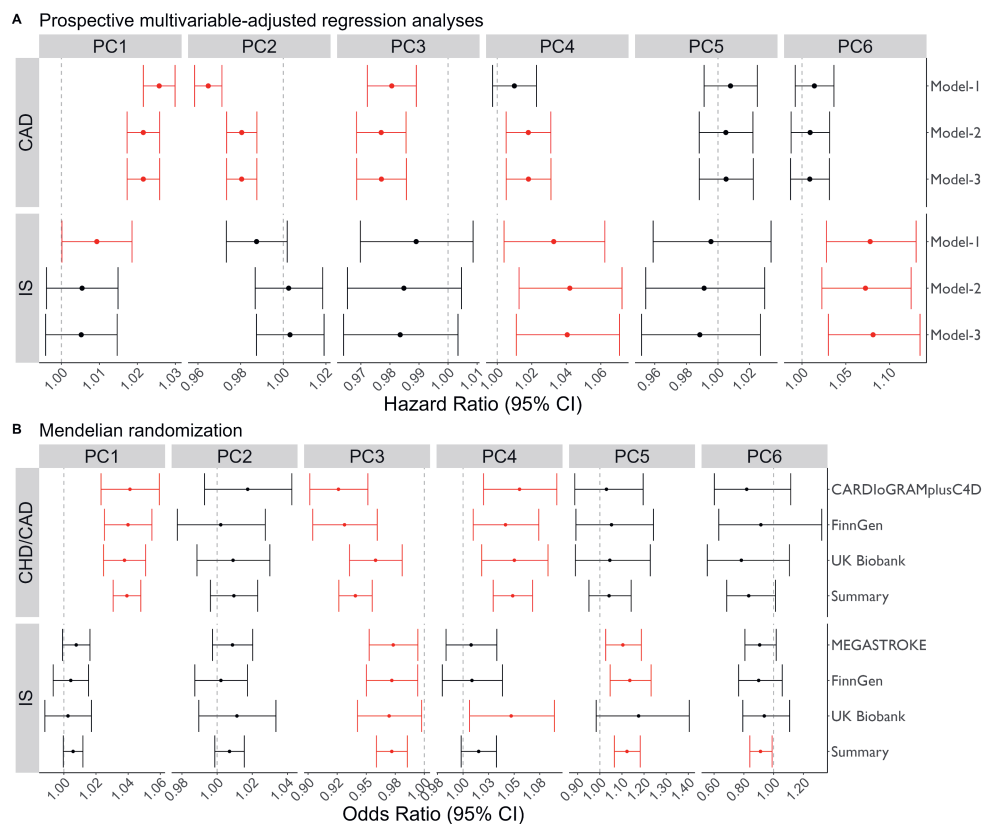 A Prospective multivariable-adjusted regression analyses
PC1 PC2 PC3 PC4 PC5 PC6
CAD
Model-1
Model-2
Model-3
IS
Model-1
Model-2
Model-3
1.00 1.01 1.02 1.03 0.96 0.98 1.00 1.02 0.97 0.98 0.99 1.00 1.01 1.00 1.02 1.04 1.06 0.96 0.98 1.00 1.02 1.00 1.05 1.10
Hazard Ratio (95% CI)
B Mendelian randomization
PC1 PC2 PC3 PC4 PC5 PC6
CHD/CAD
CARDIoGRAMplusC4D
FinnGen
UK Biobank
Summary
IS
MEGASTROKE
FinnGen
UK Biobank
Summary
1.00 1.02 1.04 1.06 0.98 1.00 1.02 1.04 0.90 0.93 0.95 0.98 1.00 0.98 1.00 1.03 1.05 1.08 0.90 1.00 1.10 1.20 1.30 1.40 0.60 0.80 1.00 1.20
Odds Ratio (95% CI)